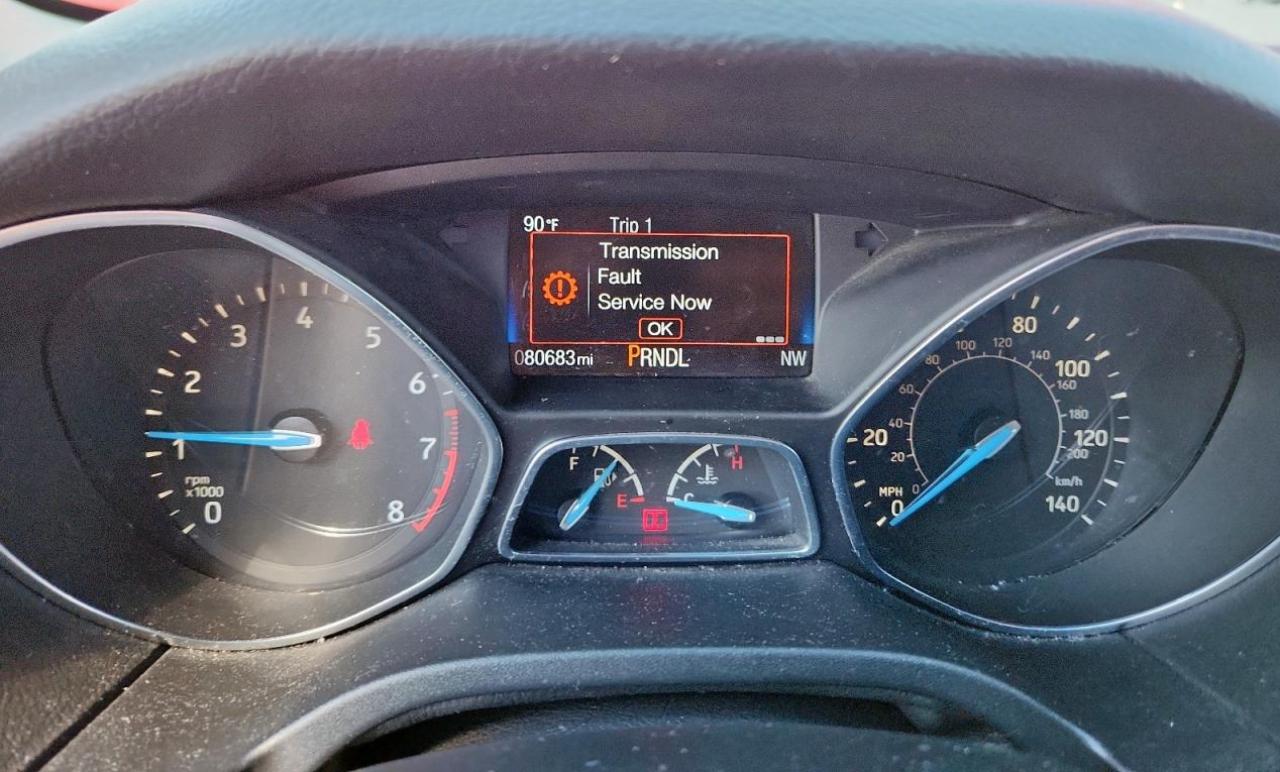 90°F Trip 1
Transmission
Fault
Service Now
OK
080683mi PRNDL NW
0 1 2 3 4 5 6 7 8
rpm
x1000
F E
C H
MPH
0 20 80 100 120 140
0 20 40 60 80 100 120 140 160 180 200
km/h